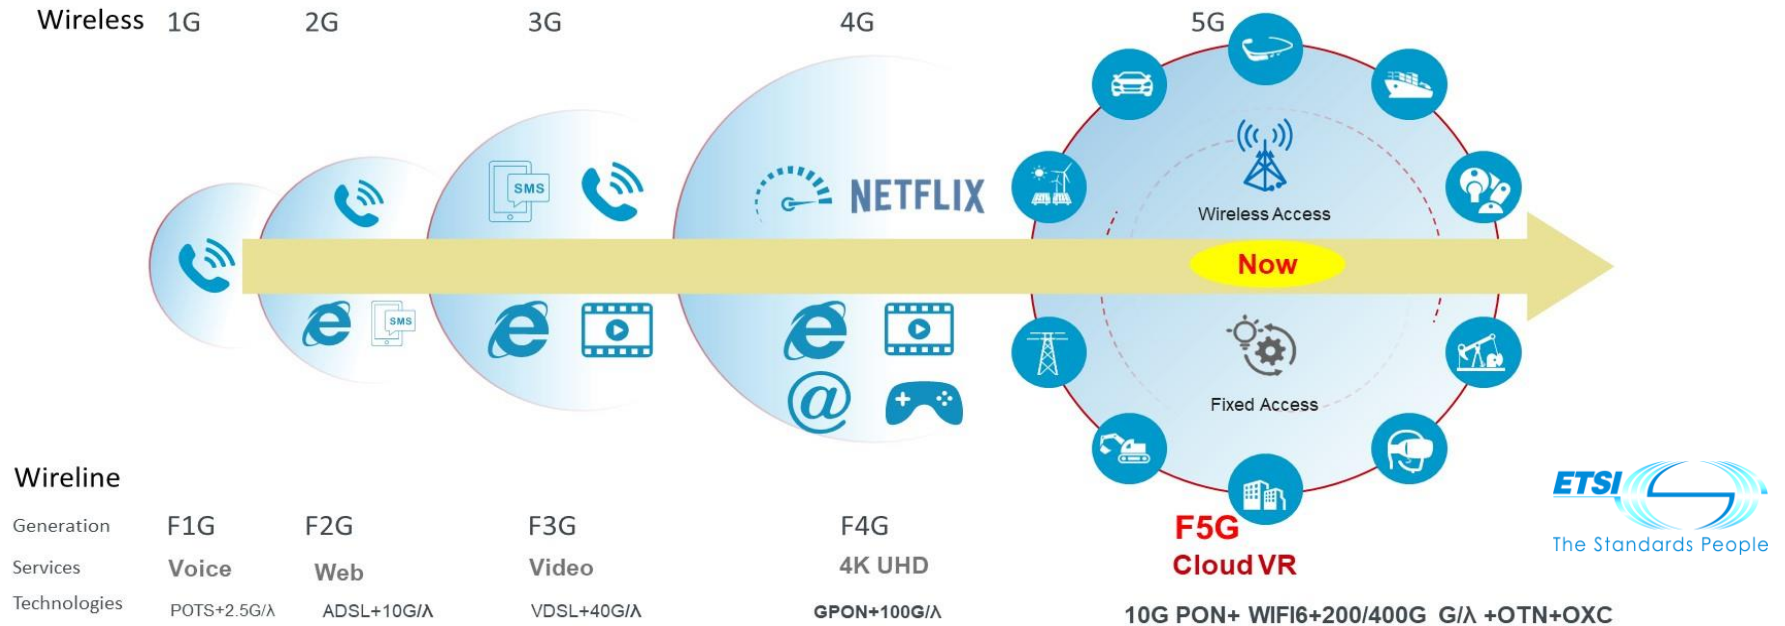 Wireless 1G 2G 3G 4G 5G
SMS
NETFLIX
Wireless Access
Now
SMS
Fixed Access
Wireline
ETSI
The Standards People
Generation F1G F2G F3G F4G F5G
Services Voice Web Video 4K UHD Cloud VR
Technologies POTS+2.5G/λ ADSL+10G/λ VDSL+40G/λ GPON+100G/λ 10G PON+ WIFI6+200/400G G/λ +OTN+OXC